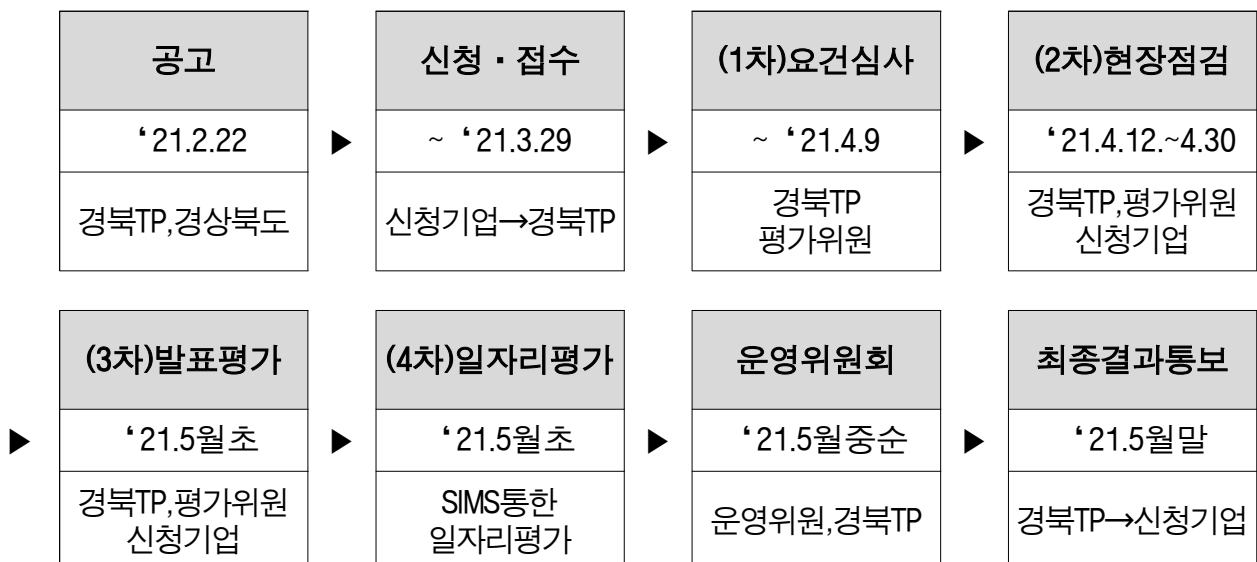 공고
신청・접수
(1차)요건심사
(2차)현장점검
‘21.2.22
▶
~ ‘21.3.29
▶
~ ‘21.4.9
▶
‘21.4.12.~4.30
경북TP,경상북도
신청기업→경북TP
경북TP
평가위원
경북TP,평가위원
신청기업
(3차)발표평가
(4차)일자리평가
운영위원회
최종결과통보
▶
‘21.5월초
▶
‘21.5월초
▶
‘21.5월중순
▶
‘21.5월말
경북TP,평가위원
신청기업
SIMS통한
일자리평가
운영위원,경북TP
경북TP→신청기업